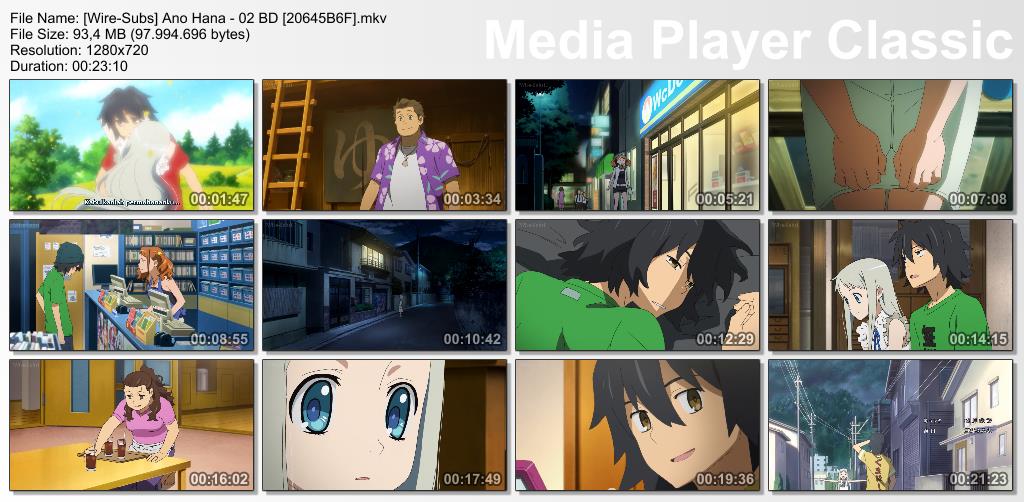 File Name: [Wire-Subs] Ano Hana - 02 BD [20645B6F].mkv
File Size: 93,4 MB (97.994.696 bytes)
Resolution: 1280x720
Duration: 00:23:10
Media Player Classic
00:01:47
ゆ
00:03:34
WcDo
00:05:21
00:07:08
00:08:55
00:10:42
00:12:29
00:14:15
00:16:02
00:17:49
00:19:36
00:21:23